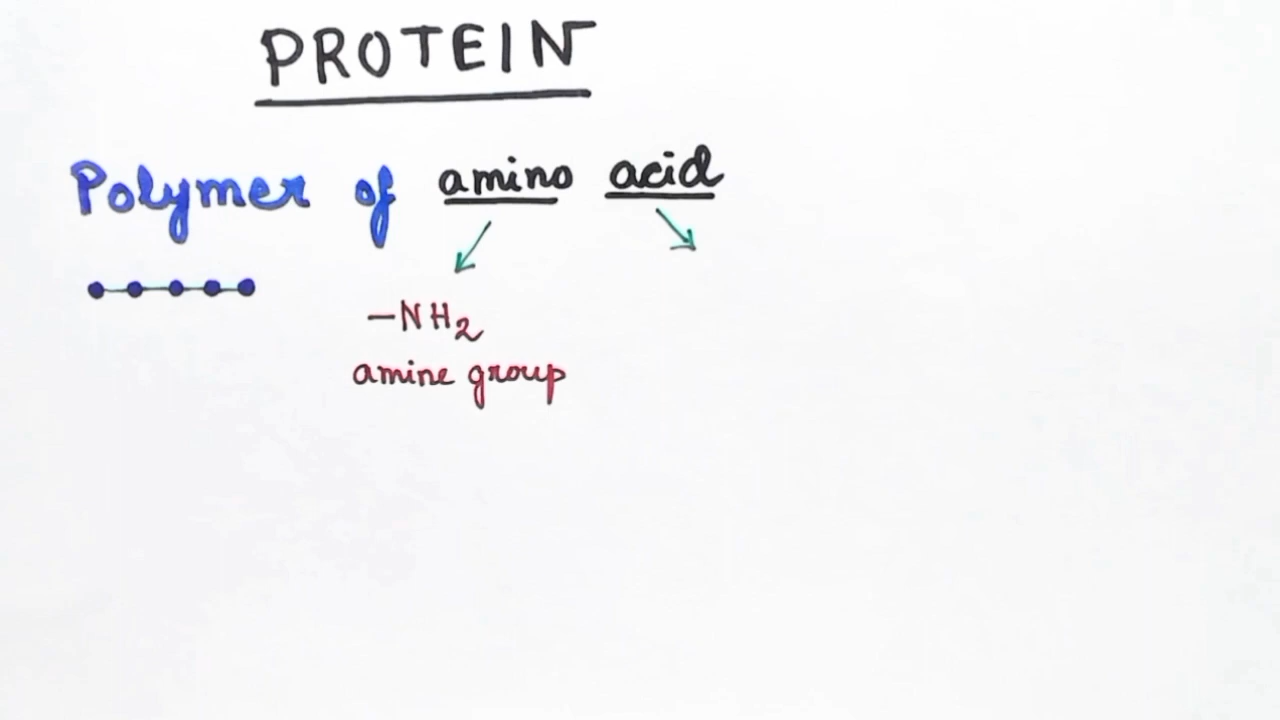 PROTEIN
Polymer of amino acid
–NH2
amine group